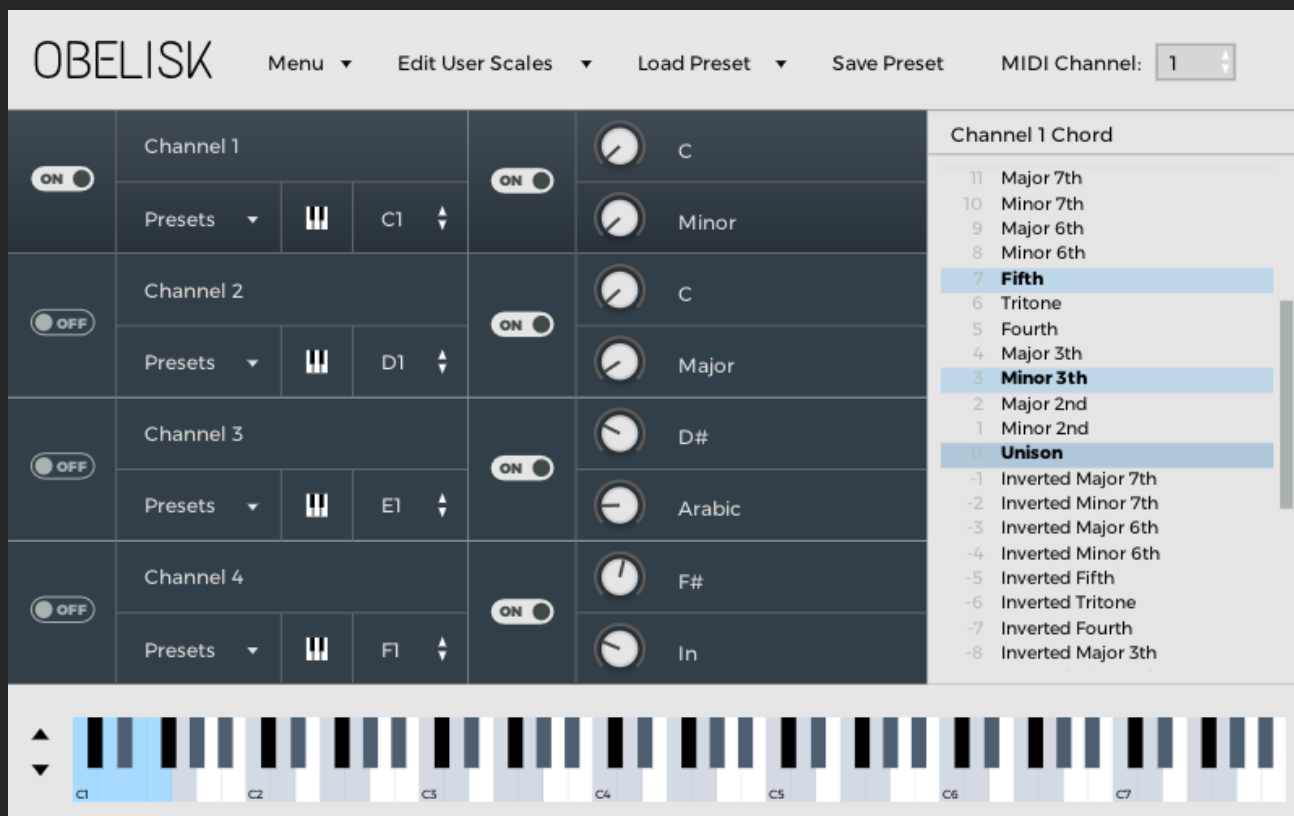 OBELISK Menu Edit User Scales Load Preset Save Preset MIDI Channel: 1
Channel 1
ON
Presets C1
ON
C
Minor
Channel 2
OFF
Presets D1
ON
C
Major
Channel 3
OFF
Presets E1
ON
D#
Arabic
Channel 4
OFF
Presets F1
ON
F#
In
Channel 1 Chord
11 Major 7th
10 Minor 7th
9 Major 6th
8 Minor 6th
7 Fifth
6 Tritone
5 Fourth
4 Major 3th
3 Minor 3th
2 Major 2nd
1 Minor 2nd
0 Unison
-1 Inverted Major 7th
-2 Inverted Minor 7th
-3 Inverted Major 6th
-4 Inverted Minor 6th
-5 Inverted Fifth
-6 Inverted Tritone
-7 Inverted Fourth
-8 Inverted Major 3th
C1 C2 C3 C4 C5 C6 C7